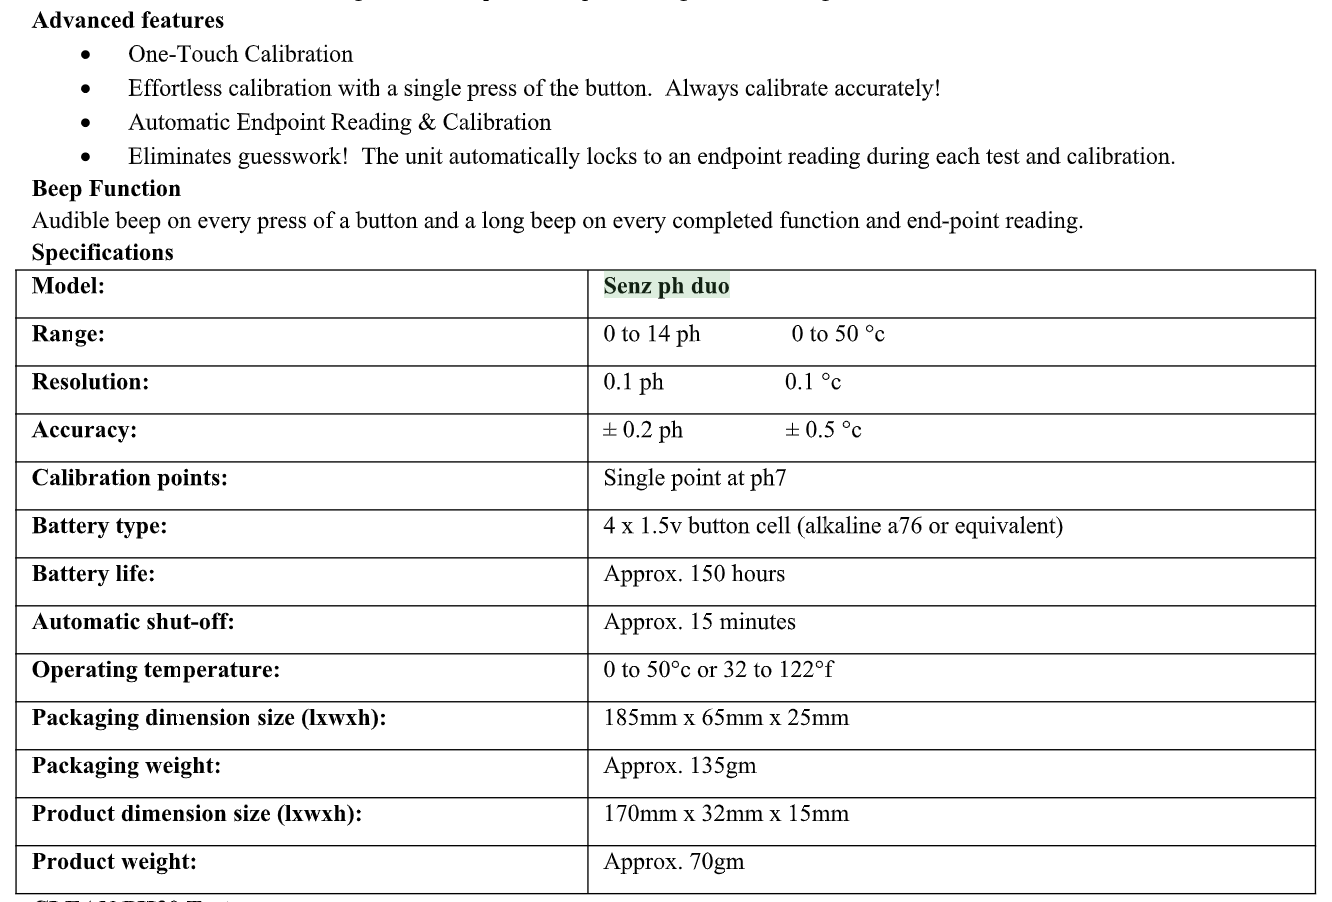 Advanced features
• One-Touch Calibration
• Effortless calibration with a single press of the button.  Always calibrate accurately!
• Automatic Endpoint Reading & Calibration
• Eliminates guesswork!  The unit automatically locks to an endpoint reading during each test and calibration.
Beep Function
Audible beep on every press of a button and a long beep on every completed function and end-point reading.
Specifications
Model: Senz ph duo
Range: 0 to 14 ph 0 to 50 °c
Resolution: 0.1 ph 0.1 °c
Accuracy: ± 0.2 ph ± 0.5 °c
Calibration points: Single point at ph7
Battery type: 4 x 1.5v button cell (alkaline a76 or equivalent)
Battery life: Approx. 150 hours
Automatic shut-off: Approx. 15 minutes
Operating temperature: 0 to 50°c or 32 to 122°f
Packaging dimension size (lxwxh): 185mm x 65mm x 25mm
Packaging weight: Approx. 135gm
Product dimension size (lxwxh): 170mm x 32mm x 15mm
Product weight: Approx. 70gm